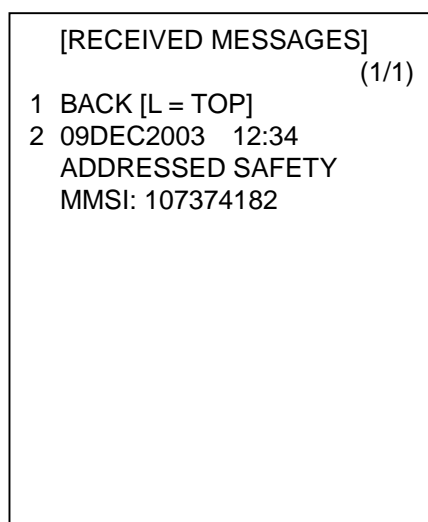 [RECEIVED MESSAGES]
(1/1)
1 BACK [L = TOP]
2 09DEC2003 12:34
ADDRESSED SAFETY
MMSI: 107374182